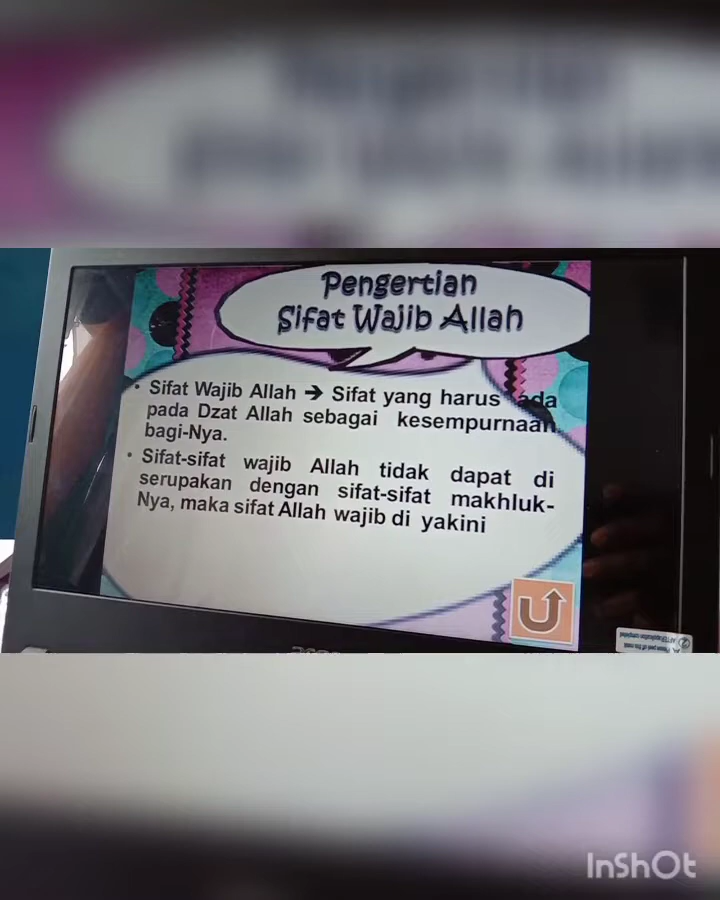 Pengertian
Sifat Wajib Allah
• Sifat Wajib Allah → Sifat yang harus ada
pada Dzat Allah sebagai kesempurnaan
bagi-Nya.
• Sifat-sifat wajib Allah tidak dapat di
serupakan dengan sifat-sifat makhluk-
Nya, maka sifat Allah wajib di yakini
InShOt